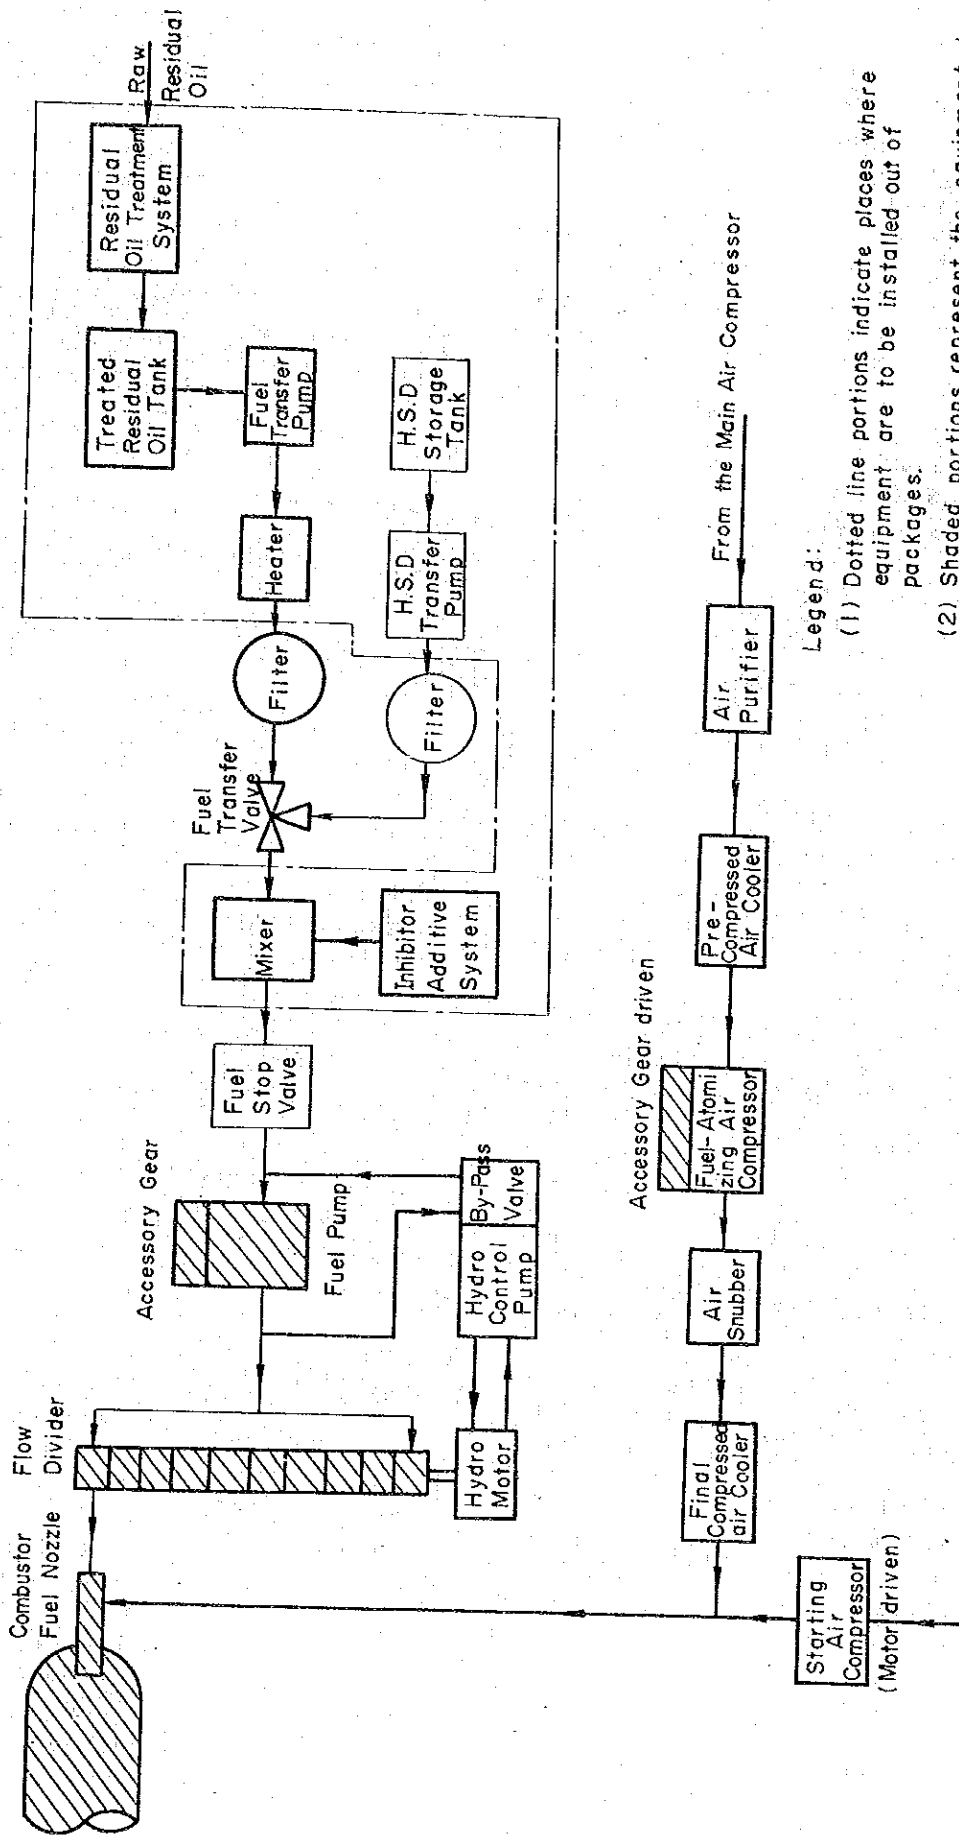 Combustor
Fuel Nozzle
Flow
Divider
Accessory Gear
Fuel Pump
Fuel
Stop
Valve
Mixer
Inhibitor
Additive
System
Fuel
Transfer
Valve
Filter
Filter
Heater
Fuel
Transfer
Pump
Treated
Residual
Oil Tank
Residual
Oil Treatment
System
Raw
Residual
Oil
H.S.D
Transfer
Pump
H.S.D
Storage
Tank
Hydro
Motor
Hydro
Control
Pump
By-Pass
Valve
Starting
Air
Compressor
(Motor driven)
Final
Compressed
air Cooler
Air
Snubber
Accessory Gear driven
Fuel-Atomi
zing Air
Compressor
Pre-
Compressed
Air Cooler
Air
Purifier
From the Main Air Compressor
Legend:
(1) Dotted line portions indicate places where
equipment are to be installed out of
packages.
(2) Shaded portions represent the equipment